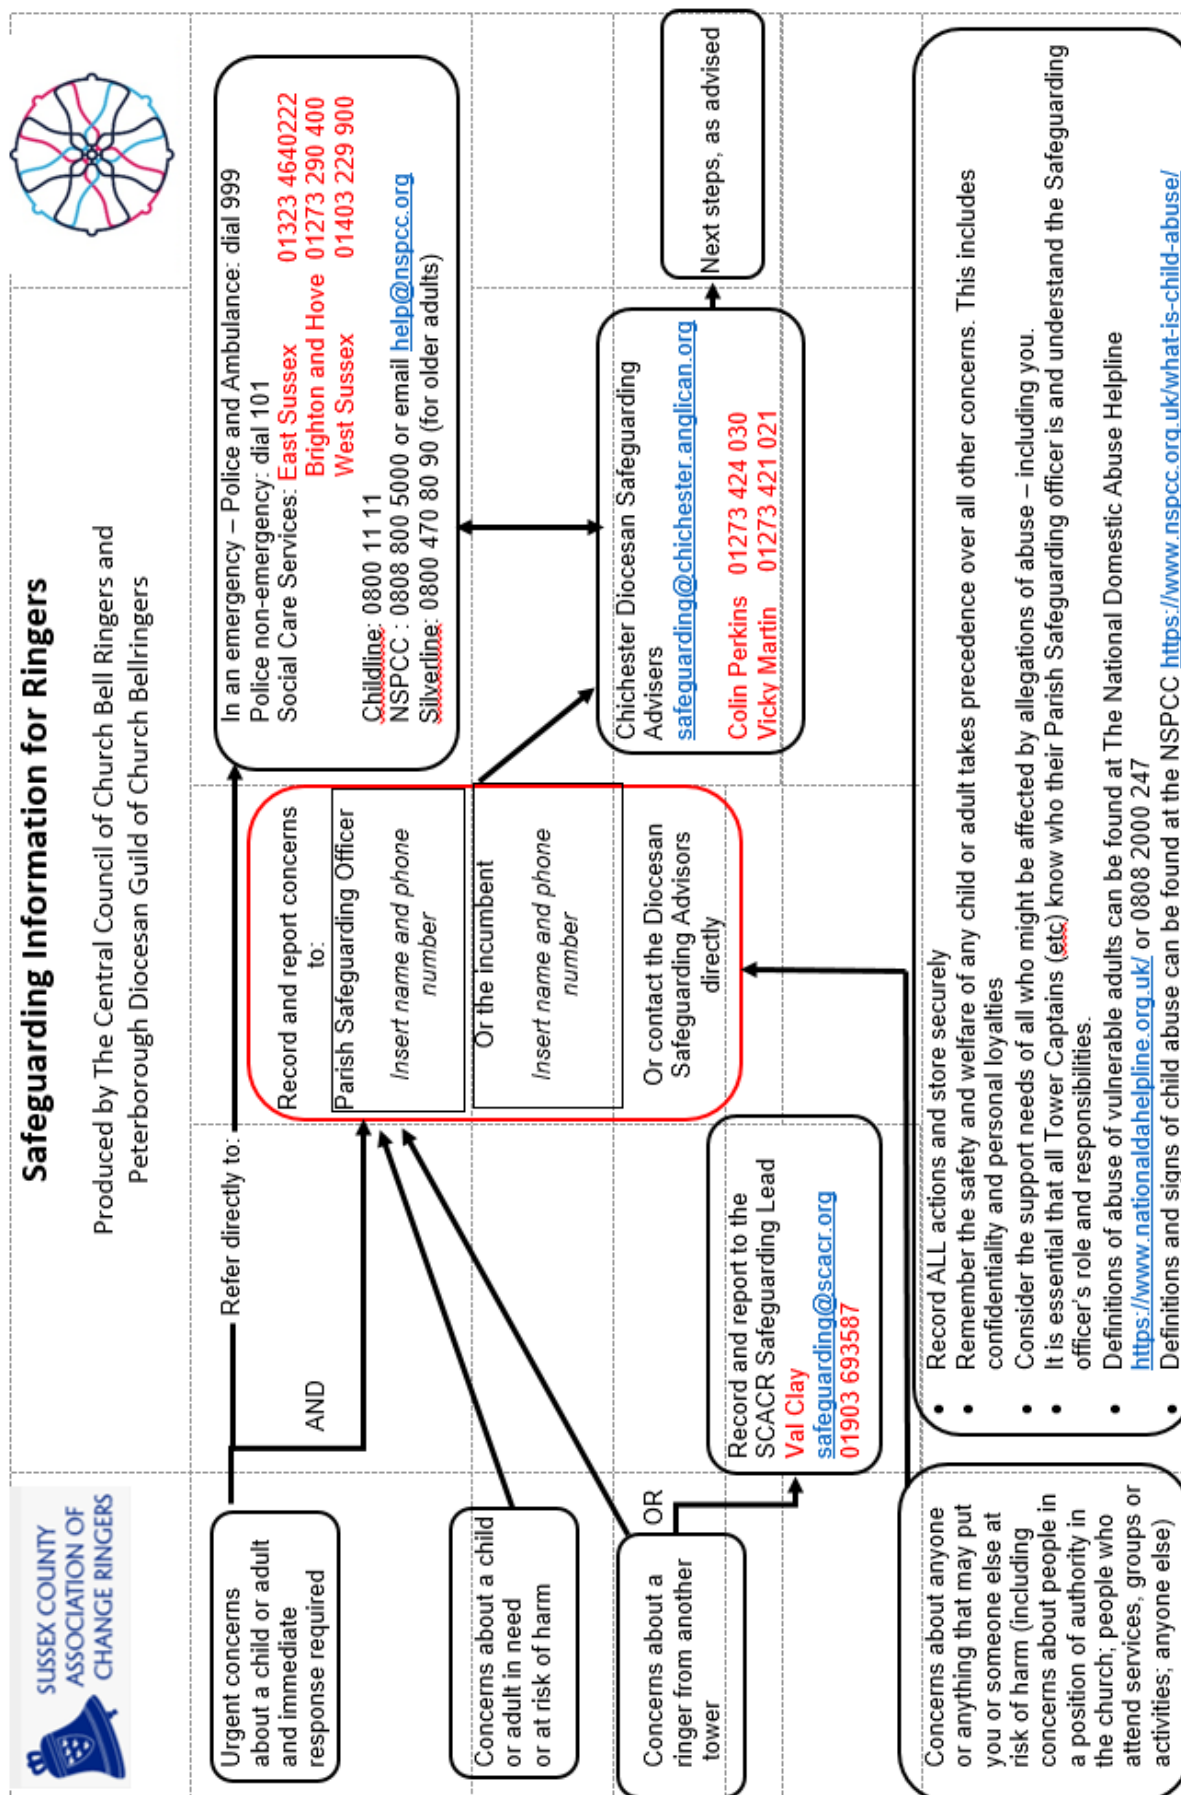 SUSSEX COUNTY
ASSOCIATION OF
CHANGE RINGERS
Safeguarding Information for Ringers
Produced by The Central Council of Church Bell Ringers and
Peterborough Diocesan Guild of Church Bellringers
Urgent concerns
about a child or adult
and immediate
response required
Refer directly to:
AND
In an emergency – Police and Ambulance: dial 999
Police non-emergency: dial 101
Social Care Services: East Sussex 01323 4640222
Brighton and Hove 01273 290 400
West Sussex 01403 229 900
Childline: 0800 11 11
NSPCC : 0808 800 5000 or email help@nspcc.org
Silverline: 0800 470 80 90 (for older adults)
Record and report concerns
to:
Parish Safeguarding Officer
Insert name and phone
number
Or the incumbent
Insert name and phone
number
Or contact the Diocesan
Safeguarding Advisors
directly
Concerns about a child
or adult in need
or at risk of harm
Concerns about a
ringer from another
tower
OR
Record and report to the
SCACR Safeguarding Lead
Val Clay
safeguarding@scacr.org
01903 693587
Chichester Diocesan Safeguarding
Advisers
safeguarding@chichester.anglican.org
Colin Perkins 01273 424 030
Vicky Martin 01273 421 021
Next steps, as advised
Concerns about anyone
or anything that may put
you or someone else at
risk of harm (including
concerns about people in
a position of authority in
the church; people who
attend services, groups or
activities; anyone else)
• Record ALL actions and store securely
• Remember the safety and welfare of any child or adult takes precedence over all other concerns. This includes
confidentiality and personal loyalties
• Consider the support needs of all who might be affected by allegations of abuse – including you.
• It is essential that all Tower Captains (etc) know who their Parish Safeguarding officer is and understand the Safeguarding
officer's role and responsibilities.
• Definitions of abuse of vulnerable adults can be found at The National Domestic Abuse Helpline
https://www.nationaldahelpline.org.uk/ or 0808 2000 247
• Definitions and signs of child abuse can be found at the NSPCC https://www.nspcc.org.uk/what-is-child-abuse/